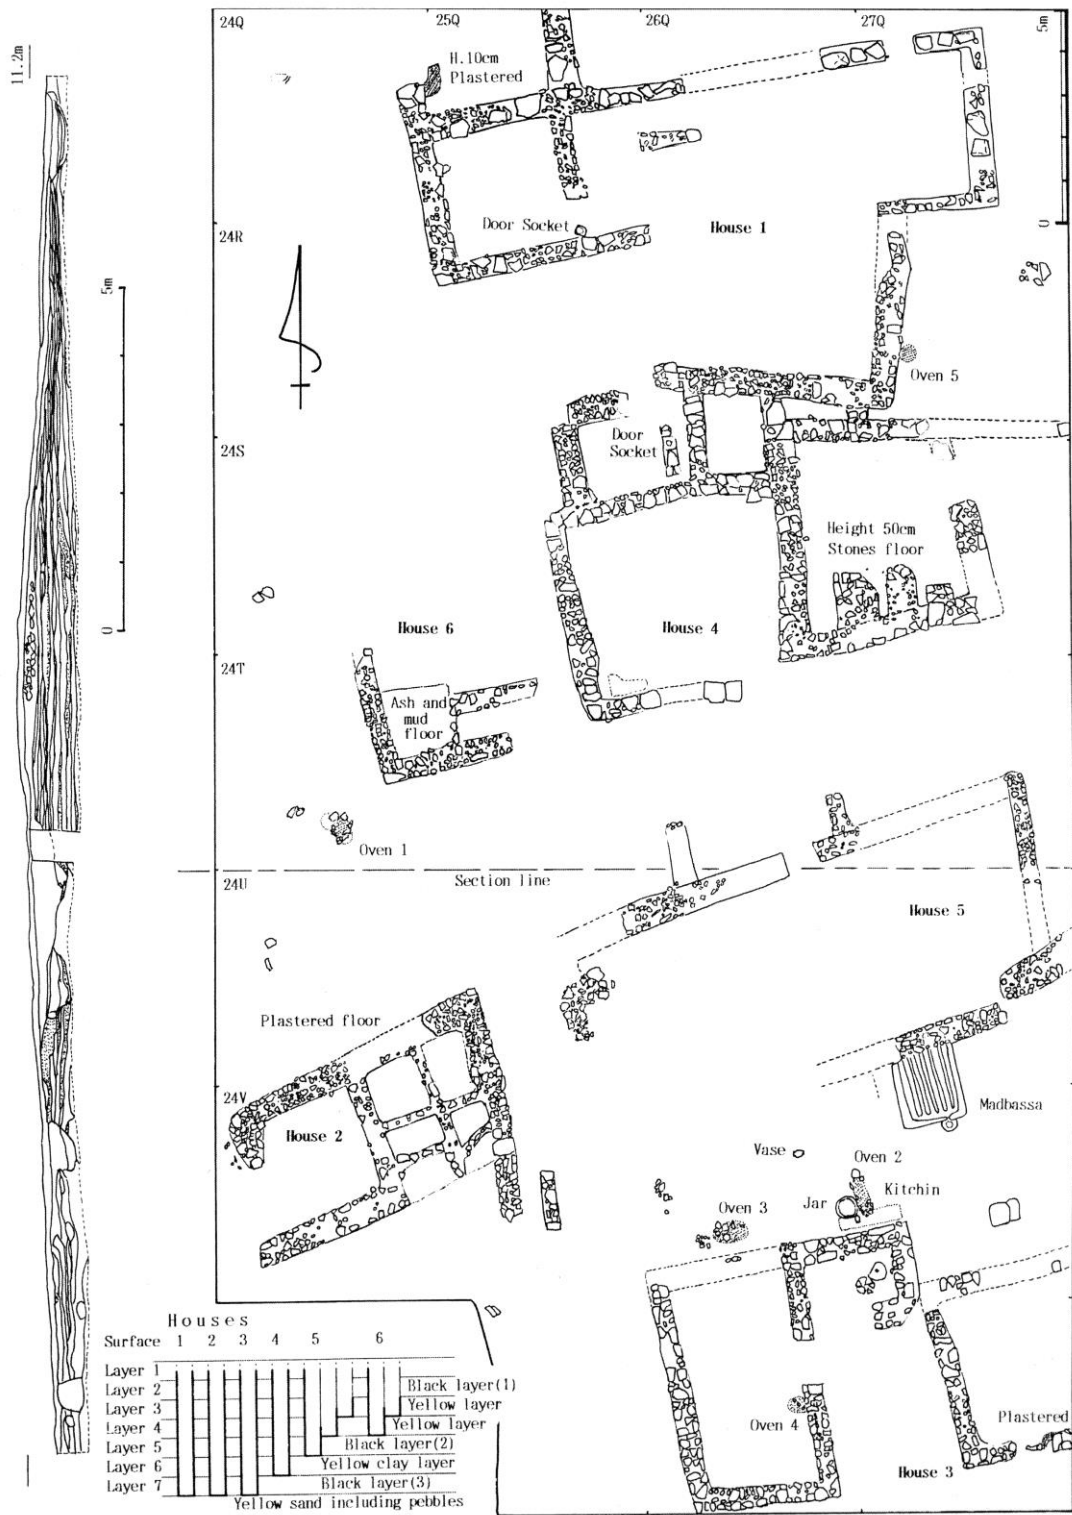 24Q 25Q 26Q 27Q
5m
11.2m
H.10cm
Plastered
24R
Door Socket
House 1
0
5m
Oven 5
24S
Door
Socket
Height 50cm
Stones floor
House 6
House 4
0
24T
Ash and
mud
floor
Oven 1
24U
Section line
House 5
Plastered floor
24V
House 2
Madbassa
Vase
Oven 2
Kitchin
Jar
Oven 3
Oven 4
Plastered
House 3
Houses
Surface 1 2 3 4 5 6
Layer 1
Layer 2 Black layer(1)
Layer 3 Yellow layer
Layer 4 Yellow layer
Layer 5 Black layer(2)
Layer 6 Yellow clay layer
Layer 7 Black layer(3)
Yellow sand including pebbles